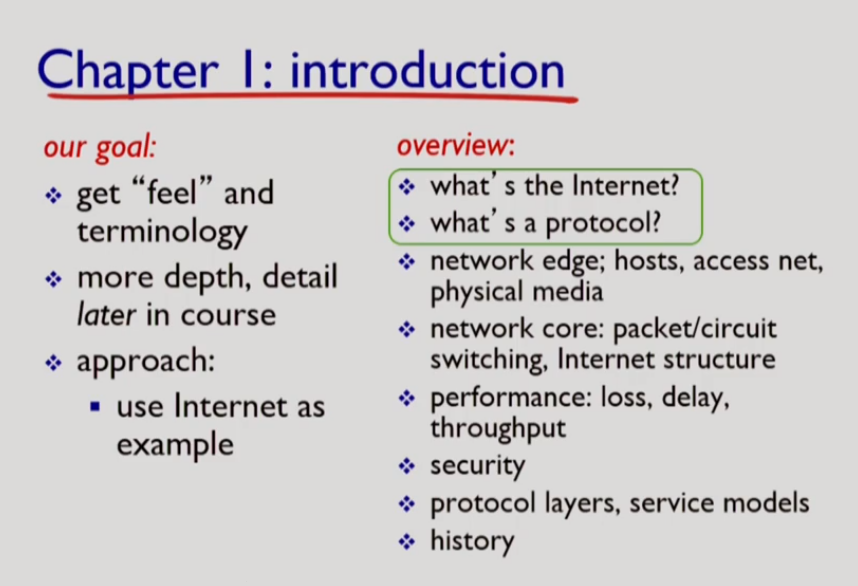 Chapter 1: introduction
our goal:
❖ get “feel” and
terminology
❖ more depth, detail
later in course
❖ approach:
▪ use Internet as
example
overview:
❖ what’s the Internet?
❖ what’s a protocol?
❖ network edge; hosts, access net,
physical media
❖ network core: packet/circuit
switching, Internet structure
❖ performance: loss, delay,
throughput
❖ security
❖ protocol layers, service models
❖ history